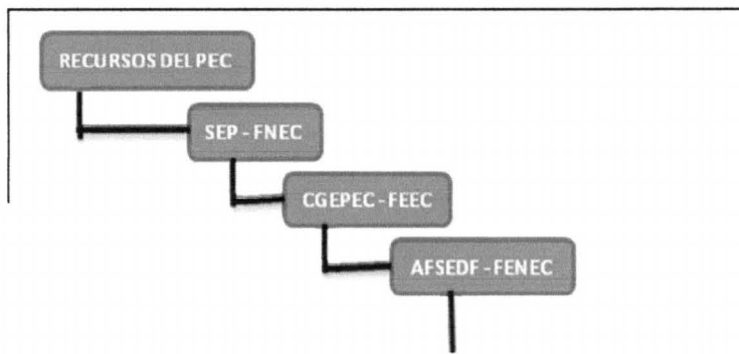 RECURSOS DEL PEC
SEP - FNEC
CGEPEC - FEEC
AFSEDF - FENEC